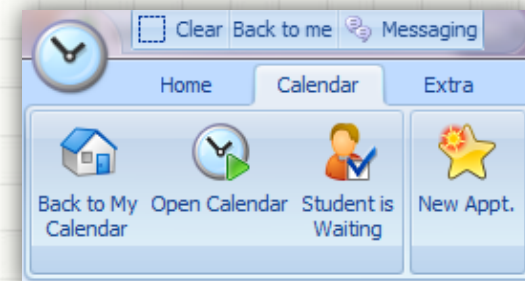 Clear Back to me Messaging
Home Calendar Extra
Back to My Calendar
Open Calendar
Student is Waiting
New Appt.